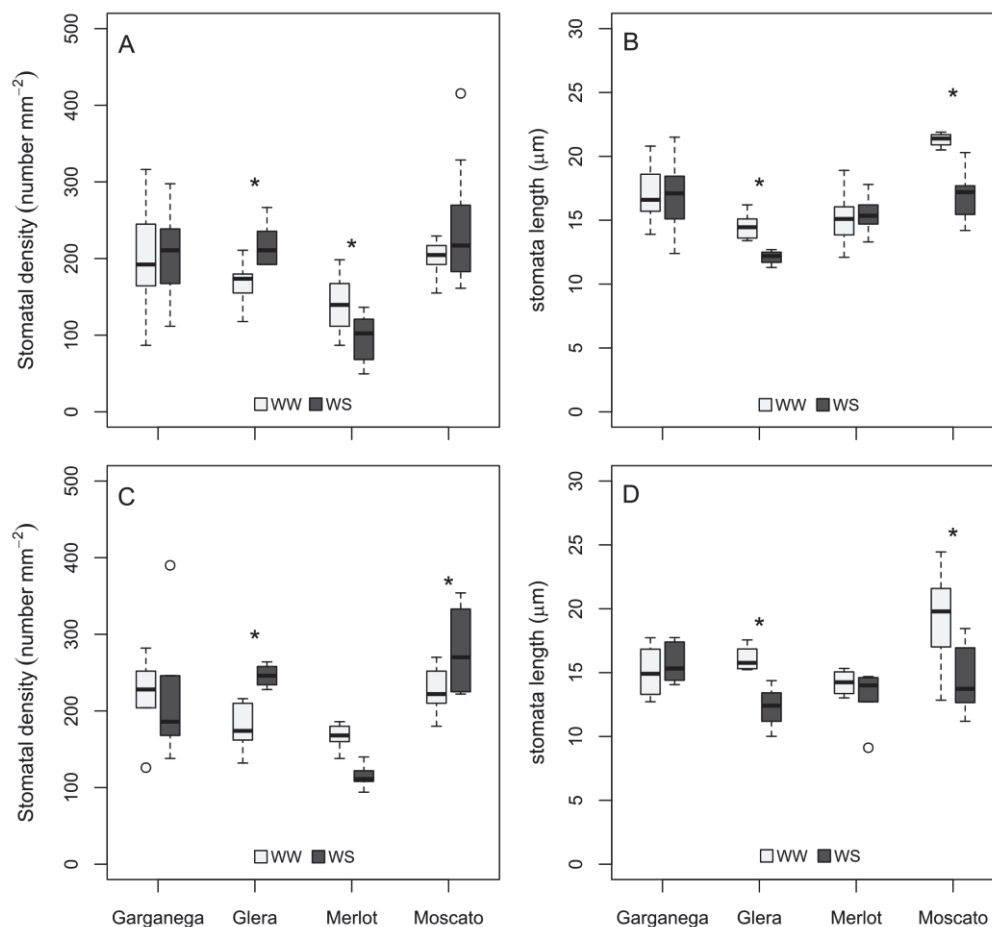 A
Stomatal density (number mm−2)
500
400
300
200
100
0
* *
WW WS
B
stomata length (μm)
30
25
20
15
10
5
0
* *
WW WS
C
Stomatal density (number mm−2)
500
400
300
200
100
0
* *
WW WS
Garganega Glera Merlot Moscato
D
stomata length (μm)
30
25
20
15
10
5
0
* *
WW WS
Garganega Glera Merlot Moscato